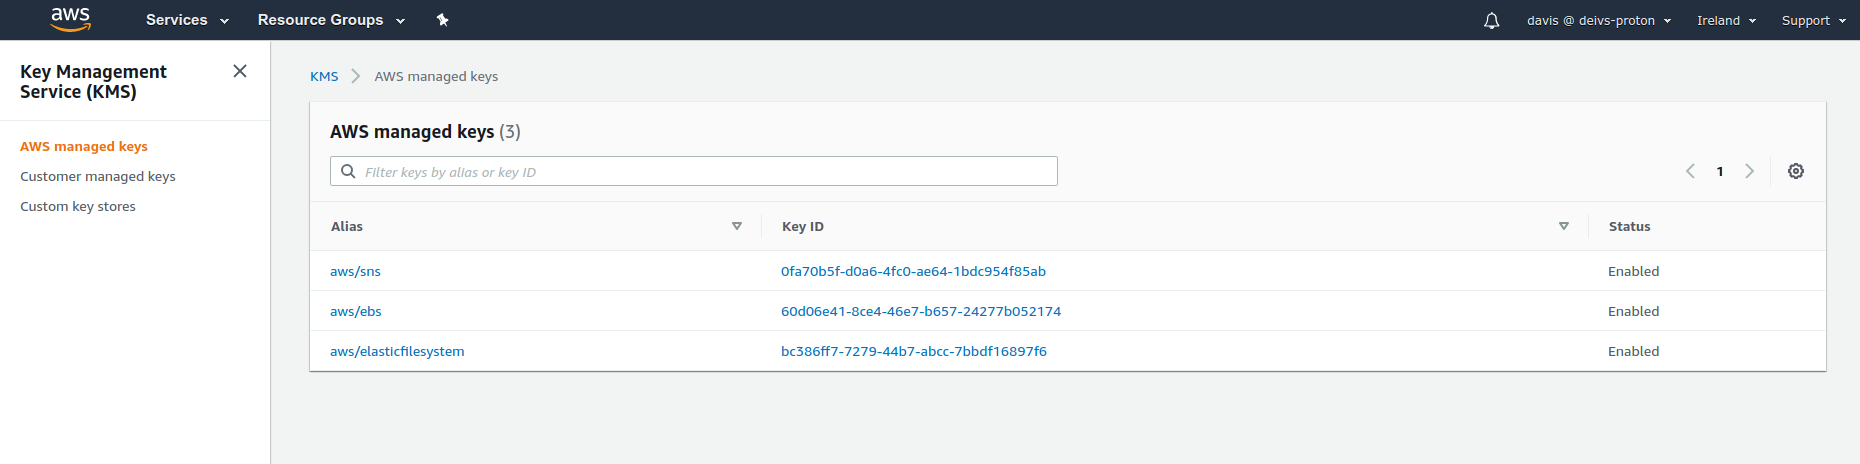 aws Services Resource Groups davis @ deivs-proton Ireland Support
Key Management
Service (KMS)
AWS managed keys
Customer managed keys
Custom key stores
KMS AWS managed keys
AWS managed keys (3)
Filter keys by alias or key ID 1
Alias Key ID Status
aws/sns 0fa70b5f-d0a6-4fc0-ae64-1bdc954f85ab Enabled
aws/ebs 60d06e41-8ce4-46e7-b657-24277b052174 Enabled
aws/elasticfilesystem bc386ff7-7279-44b7-abcc-7bbdf16897f6 Enabled